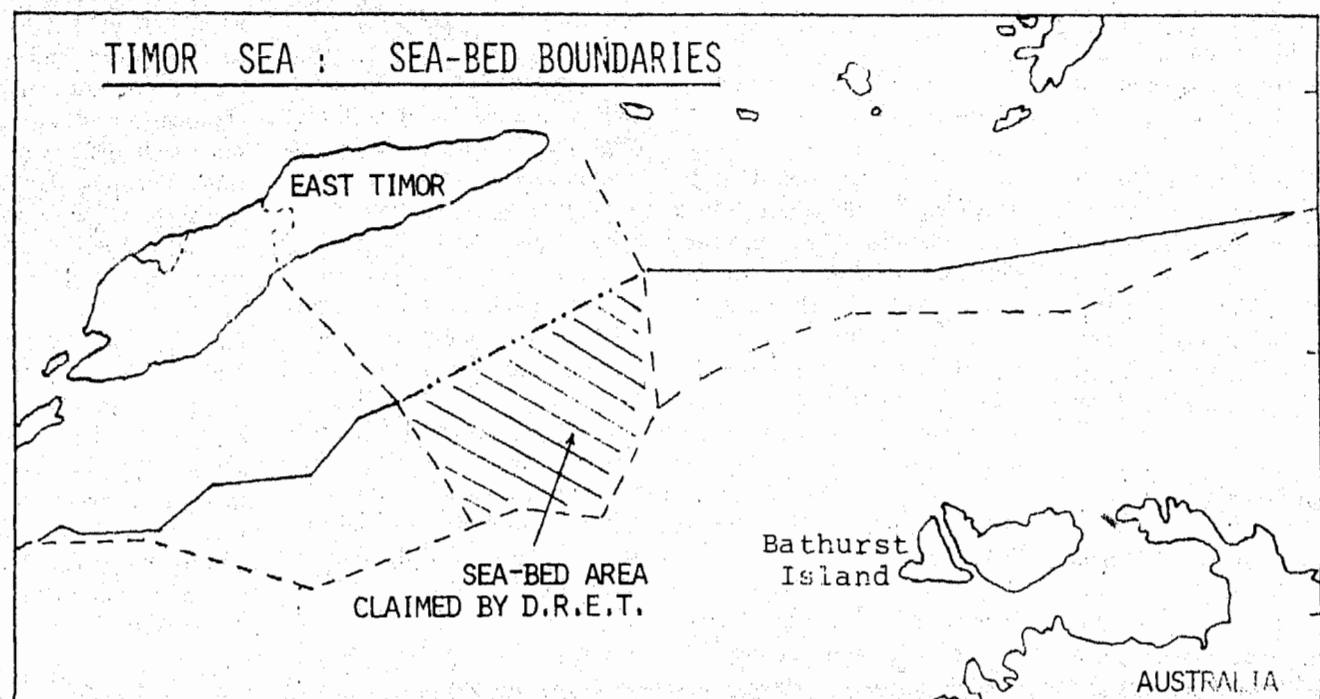 TIMOR SEA : SEA-BED BOUNDARIES
EAST TIMOR
Bathurst
Island
SEA-BED AREA
CLAIMED BY D.R.E.T.
AUSTRALIA